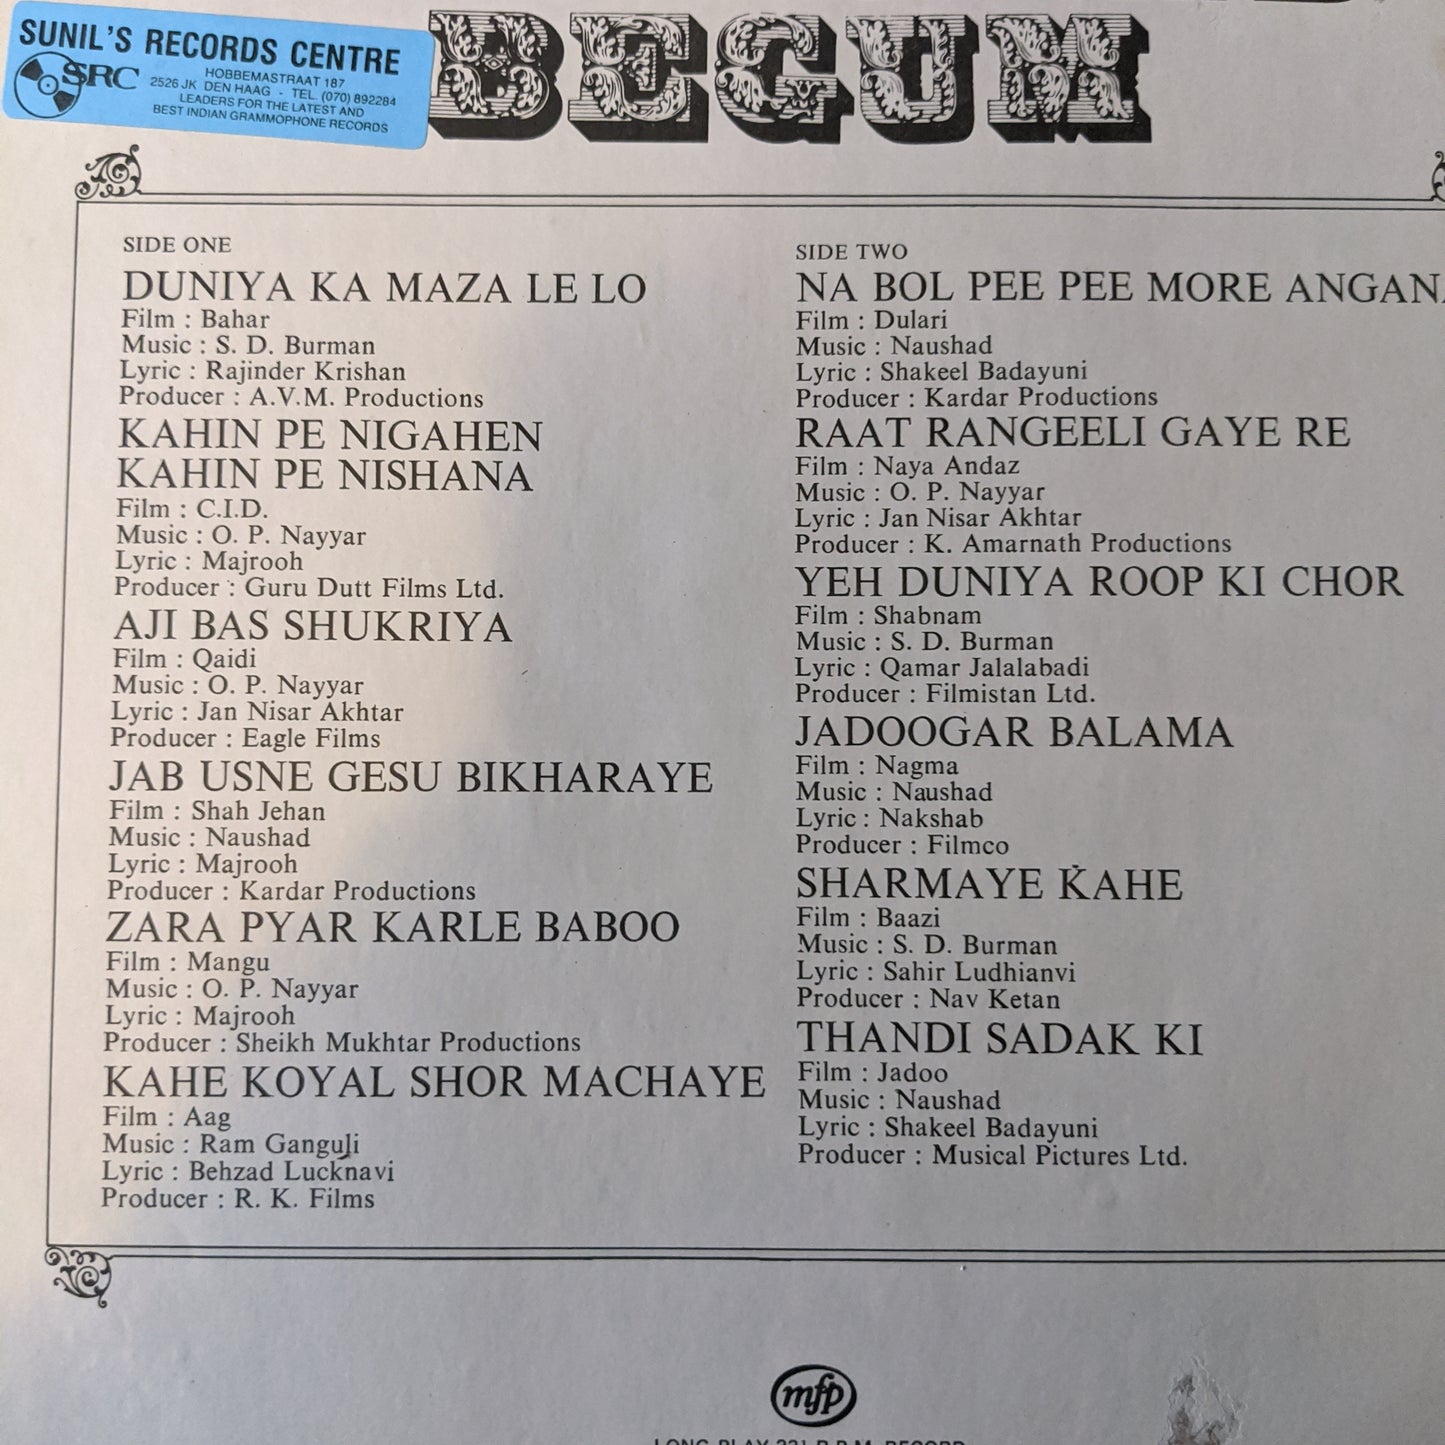 SUNIL'S RECORDS CENTRE
SRC
HOBBEMASTRAAT 187
2526 JK DEN HAAG - TEL. (070) 892284
LEADERS FOR THE LATEST AND
BEST INDIAN GRAMMOPHONE RECORDS
BEGUM
SIDE ONE
DUNIYA KA MAZA LE LO
Film : Bahar
Music : S. D. Burman
Lyric : Rajinder Krishan
Producer : A.V.M. Productions
KAHIN PE NIGAHEN
KAHIN PE NISHANA
Film : C.I.D.
Music : O. P. Nayyar
Lyric : Majrooh
Producer : Guru Dutt Films Ltd.
AJI BAS SHUKRIYA
Film : Qaidi
Music : O. P. Nayyar
Lyric : Jan Nisar Akhtar
Producer : Eagle Films
JAB USNE GESU BIKHARAYE
Film : Shah Jehan
Music : Naushad
Lyric : Majrooh
Producer : Kardar Productions
ZARA PYAR KARLE BABOO
Film : Mangu
Music : O. P. Nayyar
Lyric : Majrooh
Producer : Sheikh Mukhtar Productions
KAHE KOYAL SHOR MACHAYE
Film : Aag
Music : Ram Ganguli
Lyric : Behzad Lucknavi
Producer : R. K. Films
SIDE TWO
NA BOL PEE PEE MORE ANGAN
Film : Dulari
Music : Naushad
Lyric : Shakeel Badayuni
Producer : Kardar Productions
RAAT RANGEELI GAYE RE
Film : Naya Andaz
Music : O. P. Nayyar
Lyric : Jan Nisar Akhtar
Producer : K. Amarnath Productions
YEH DUNIYA ROOP KI CHOR
Film : Shabnam
Music : S. D. Burman
Lyric : Qamar Jalalabadi
Producer : Filmistan Ltd.
JADOOGAR BALAMA
Film : Nagma
Music : Naushad
Lyric : Nakshab
Producer : Filmco
SHARMAYE KAHE
Film : Baazi
Music : S. D. Burman
Lyric : Sahir Ludhianvi
Producer : Nav Ketan
THANDI SADAK KI
Film : Jadoo
Music : Naushad
Lyric : Shakeel Badayuni
Producer : Musical Pictures Ltd.
mfp
LONG PLAY 33⅓ R.P.M. RECORD